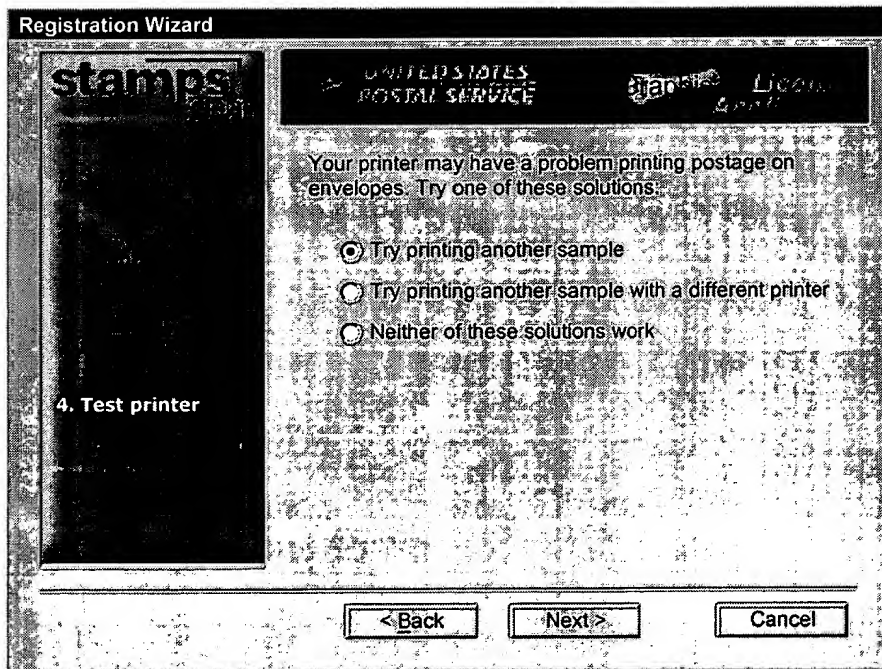 Registration Wizard
stamps
UNITED STATES
POSTAL SERVICE
Your printer may have a problem printing postage on
envelopes. Try one of these solutions:
Try printing another sample
Try printing another sample with a different printer
Neither of these solutions work
4. Test printer
< Back
Next >
Cancel